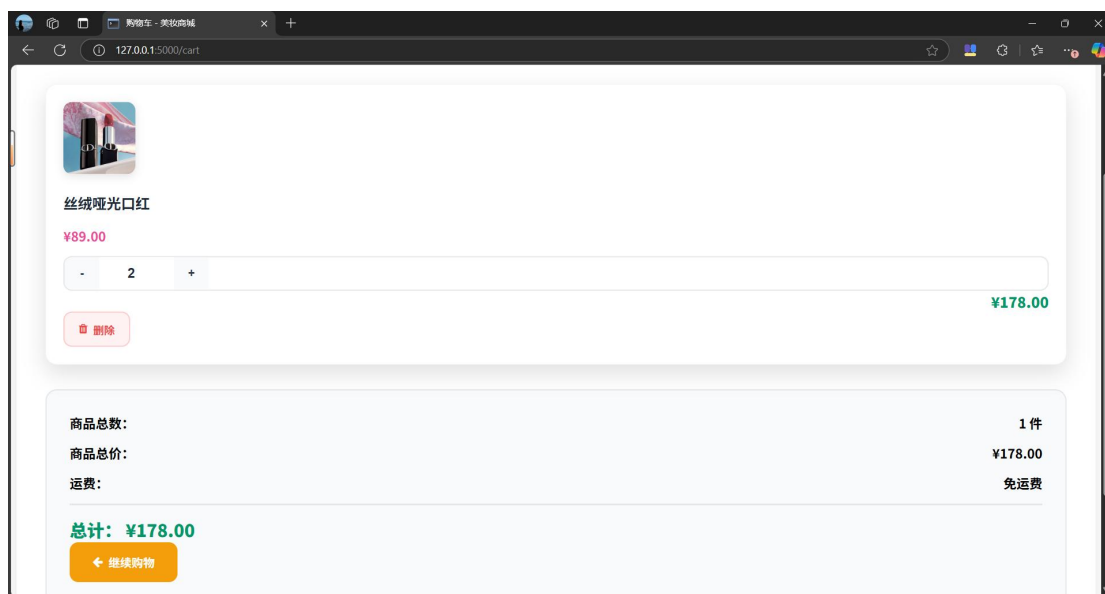 购物车 - 美妆商城
127.0.0.1:5000/cart
丝绒哑光口红
¥89.00
- 2 +
¥178.00
删除
商品总数： 1 件
商品总价： ¥178.00
运费： 免运费
总计： ¥178.00
继续购物